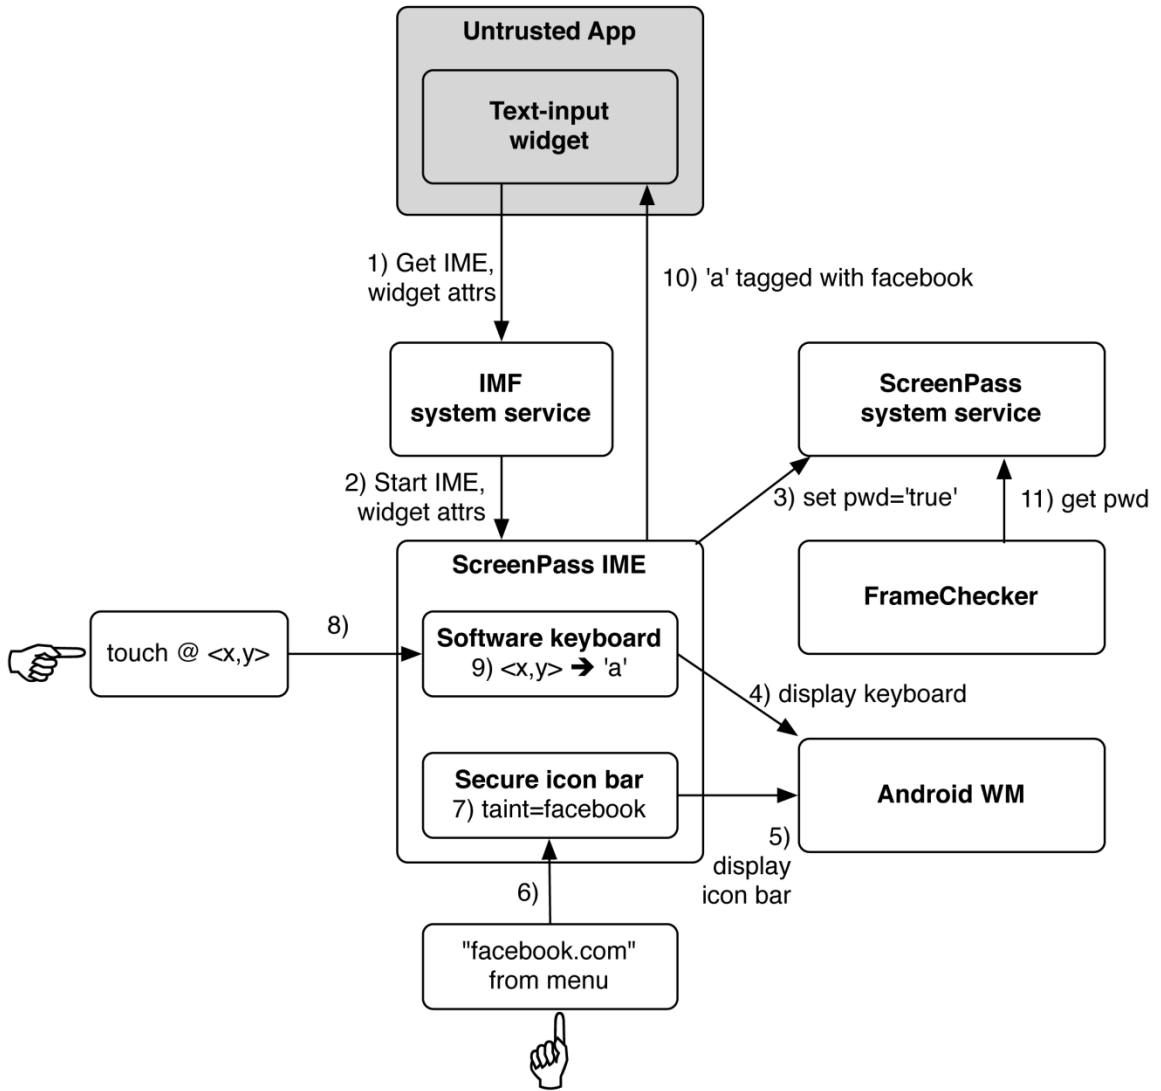 Untrusted App
Text-input
widget
1) Get IME,
widget attrs
10) 'a' tagged with facebook
IMF
system service
ScreenPass
system service
2) Start IME,
widget attrs
3) set pwd='true'
11) get pwd
ScreenPass IME
FrameChecker
touch @ <x,y>
8)
Software keyboard
9) <x,y> ➔ 'a'
4) display keyboard
Secure icon bar
7) taint=facebook
Android WM
5)
display
icon bar
6)
"facebook.com"
from menu